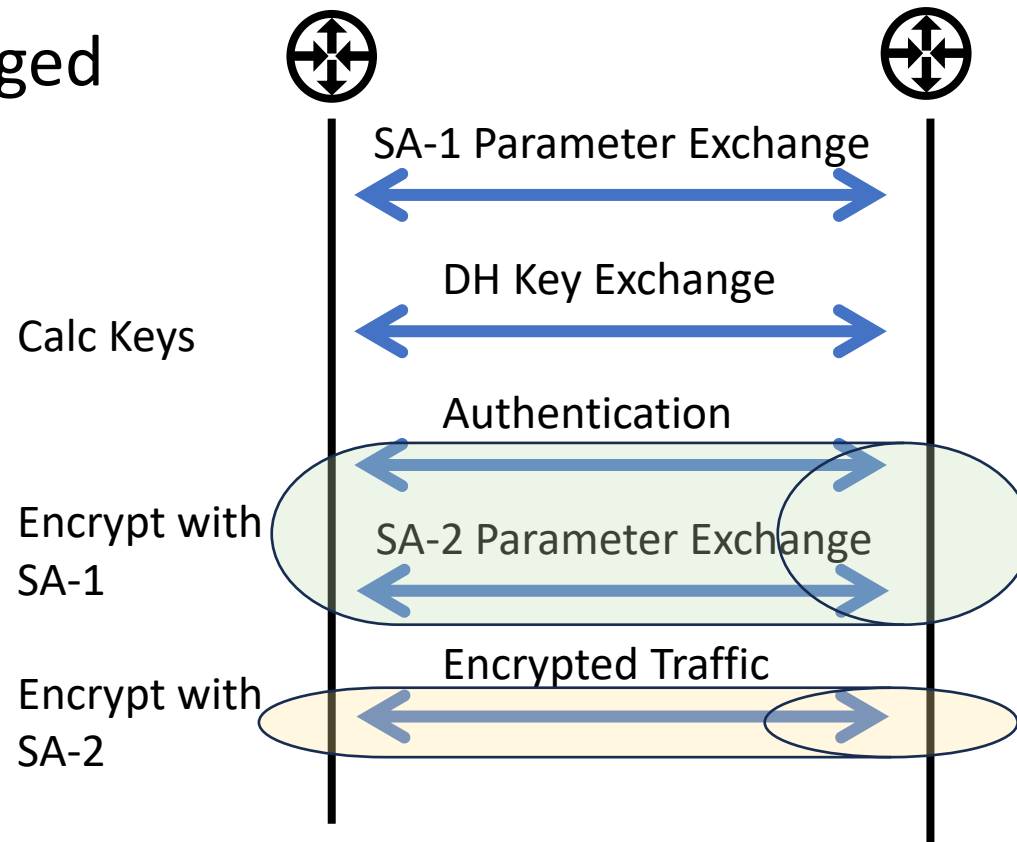 ged
SA-1 Parameter Exchange
DH Key Exchange
Calc Keys
Authentication
Encrypt with
SA-1
SA-2 Parameter Exchange
Encrypted Traffic
Encrypt with
SA-2